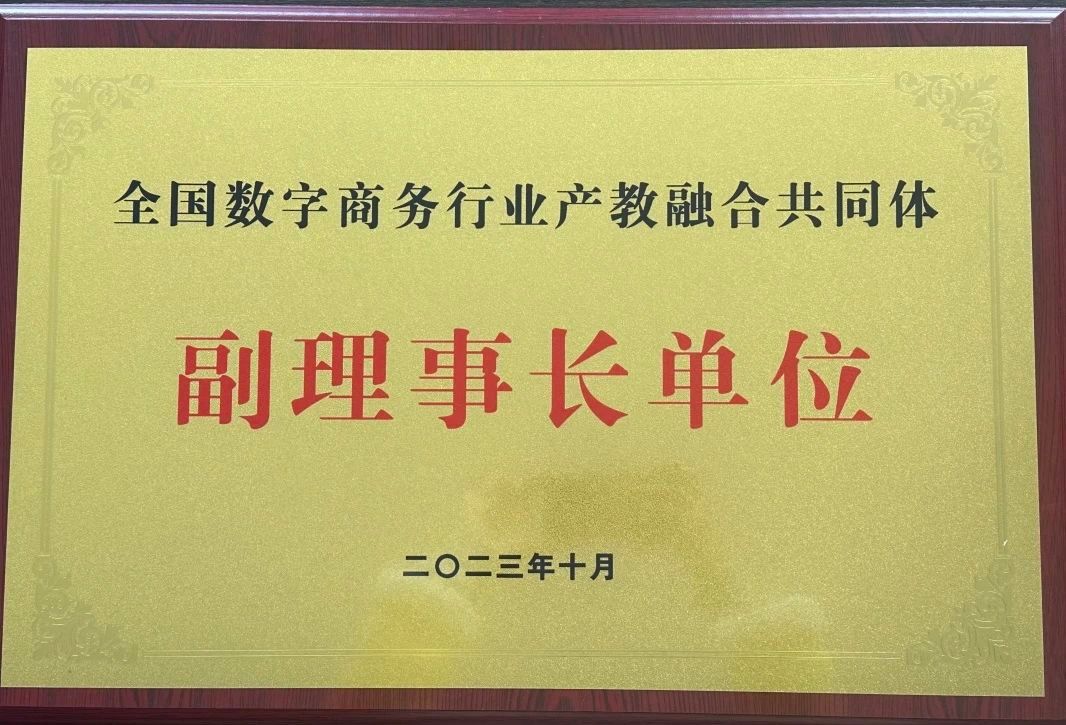 全国数字商务行业产教融合共同体
副理事长单位
二〇二三年十月